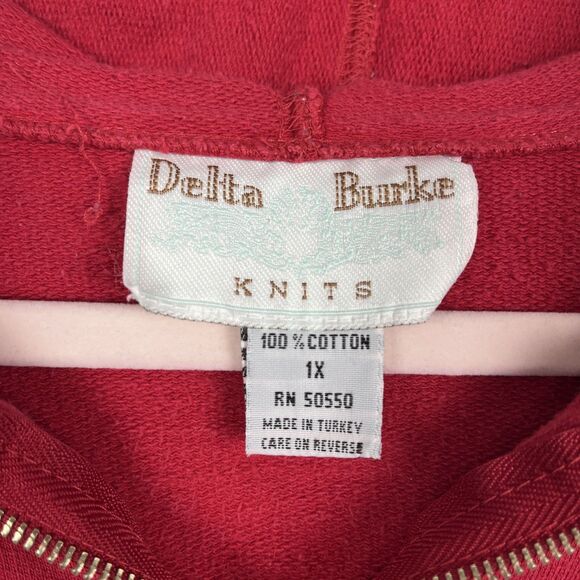 Delta Burke
KNITS
100 % COTTON
1X
RN 50550
MADE IN TURKEY
CARE ON REVERSE